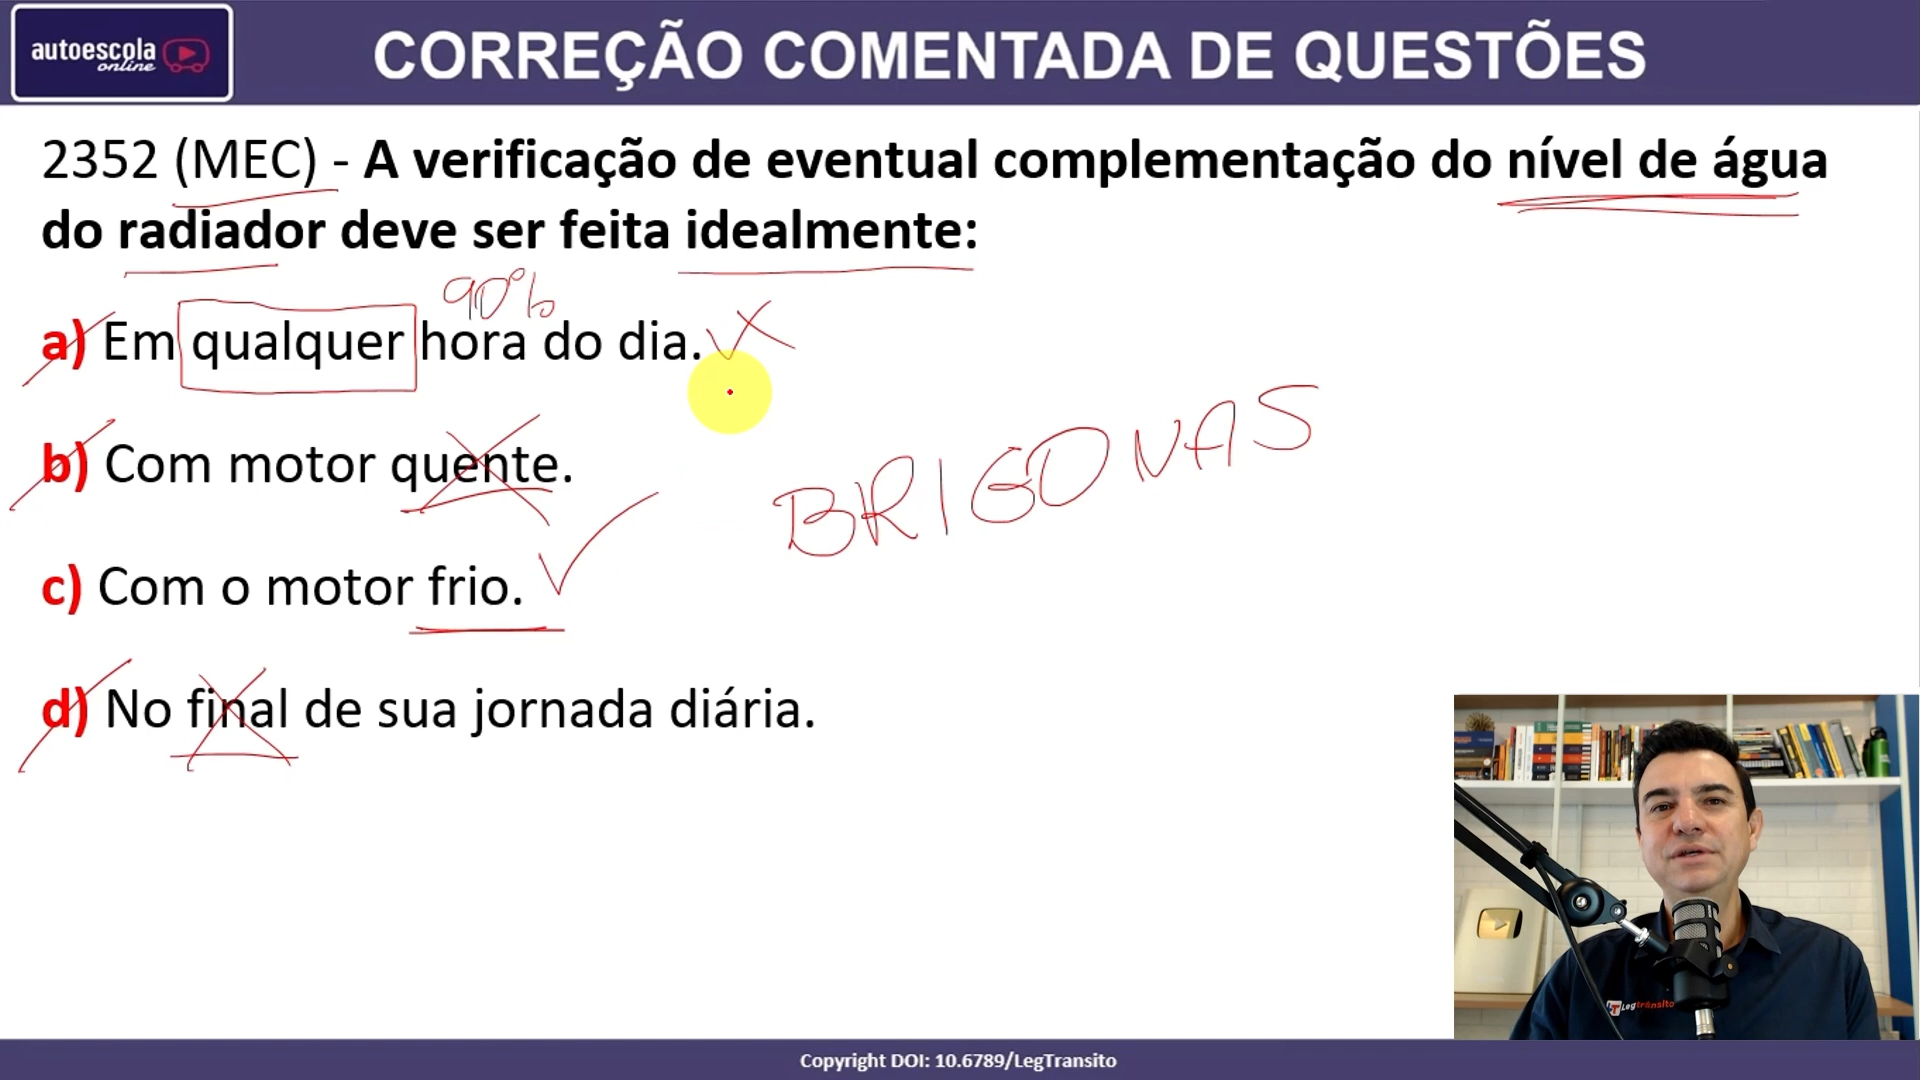 autoescola
online
CORREÇÃO COMENTADA DE QUESTÕES
2352 (MEC) - A verificação de eventual complementação do nível de água
do radiador deve ser feita idealmente:
90%
a) Em qualquer hora do dia.
b) Com motor quente.
BRIGONAS
c) Com o motor frio.
d) No final de sua jornada diária.
LT Legtrânsito
Copyright DOI: 10.6789/LegTransito